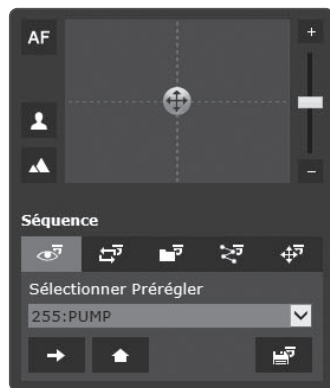 AF
+
-
Séquence
Sélectionner Prérégler
255:PUMP